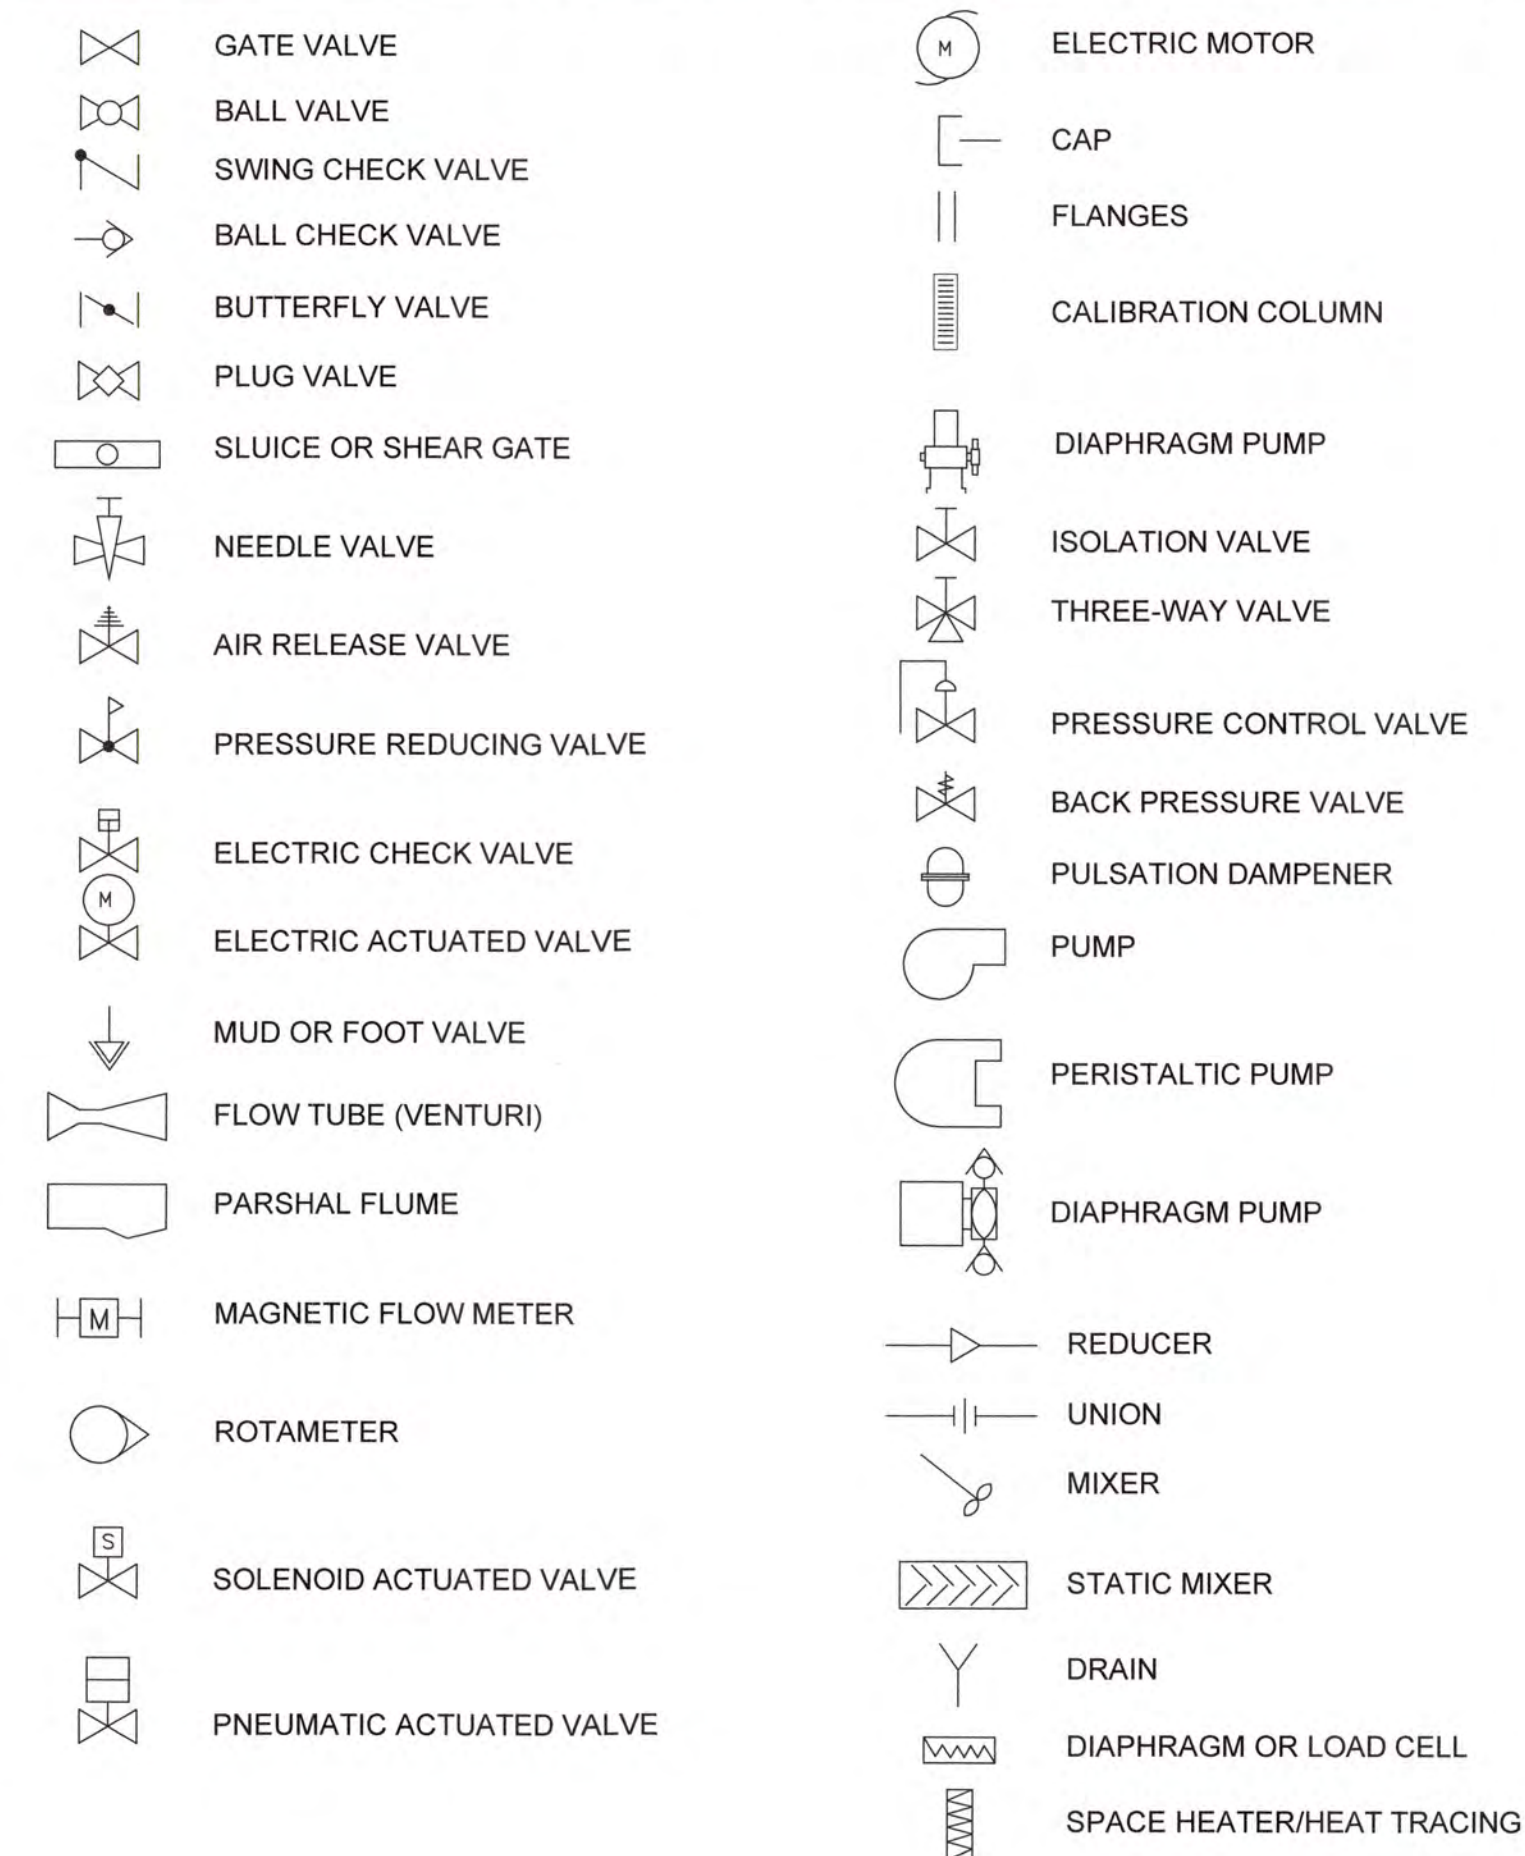 GATE VALVE
BALL VALVE
SWING CHECK VALVE
BALL CHECK VALVE
BUTTERFLY VALVE
PLUG VALVE
SLUICE OR SHEAR GATE
NEEDLE VALVE
AIR RELEASE VALVE
PRESSURE REDUCING VALVE
ELECTRIC CHECK VALVE
M
ELECTRIC ACTUATED VALVE
MUD OR FOOT VALVE
FLOW TUBE (VENTURI)
PARSHAL FLUME
M
MAGNETIC FLOW METER
ROTAMETER
S
SOLENOID ACTUATED VALVE
PNEUMATIC ACTUATED VALVE
M
ELECTRIC MOTOR
CAP
FLANGES
CALIBRATION COLUMN
DIAPHRAGM PUMP
ISOLATION VALVE
THREE-WAY VALVE
PRESSURE CONTROL VALVE
BACK PRESSURE VALVE
PULSATION DAMPENER
PUMP
PERISTALTIC PUMP
DIAPHRAGM PUMP
REDUCER
UNION
MIXER
STATIC MIXER
DRAIN
DIAPHRAGM OR LOAD CELL
SPACE HEATER/HEAT TRACING